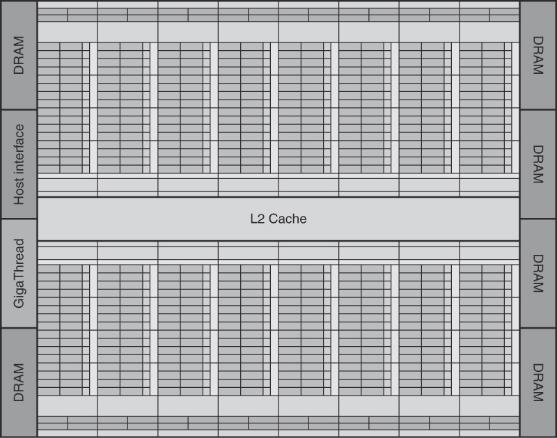 DRAM
Host interface
GigaThread
DRAM
L2 Cache
DRAM
DRAM
DRAM
DRAM